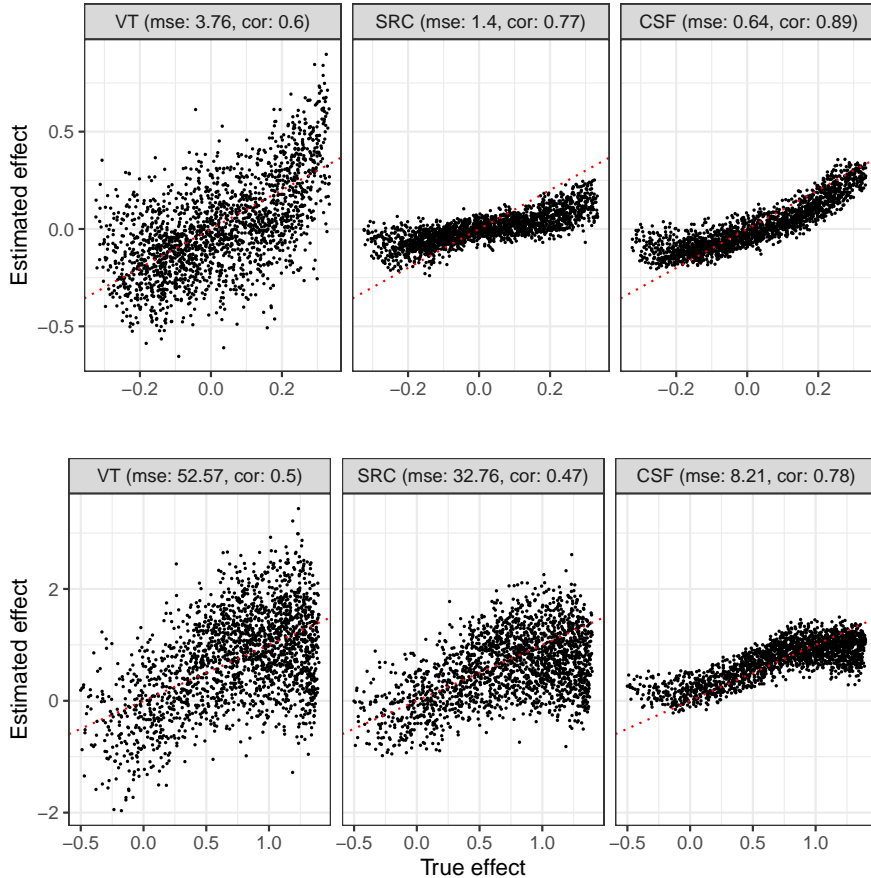 VT (mse: 3.76, cor: 0.6) SRC (mse: 1.4, cor: 0.77) CSF (mse: 0.64, cor: 0.89)
0.5
0.0
−0.5
Estimated effect
−0.2 0.0 0.2 −0.2 0.0 0.2 −0.2 0.0 0.2
VT (mse: 52.57, cor: 0.5) SRC (mse: 32.76, cor: 0.47) CSF (mse: 8.21, cor: 0.78)
2
0
−2
Estimated effect
−0.5 0.0 0.5 1.0 −0.5 0.0 0.5 1.0 −0.5 0.0 0.5 1.0
True effect